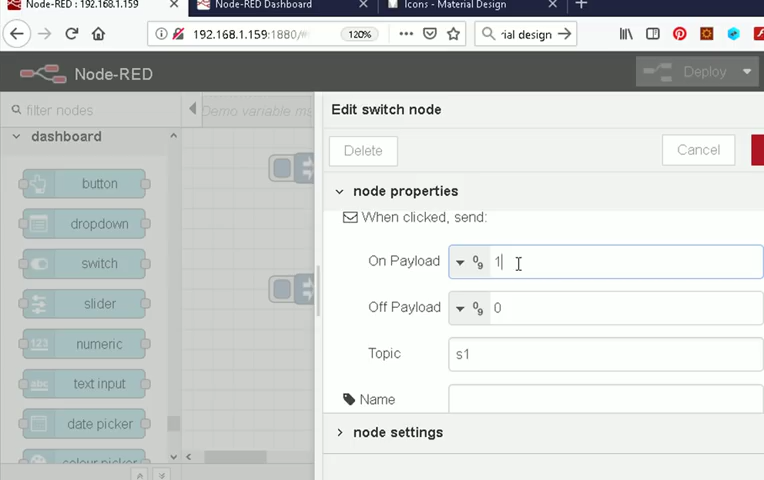 Node-RED : 192.168.1.159
Node-RED Dashboard
Icons - Material Design
192.168.1.159:1880/
120%
ial design
Node-RED
Deploy
filter nodes
Demo variable
Edit switch node
dashboard
Delete
Cancel
button
node properties
When clicked, send:
dropdown
switch
On Payload
1
slider
Off Payload
0
numeric
Topic
s1
text input
Name
date picker
node settings
colour picker